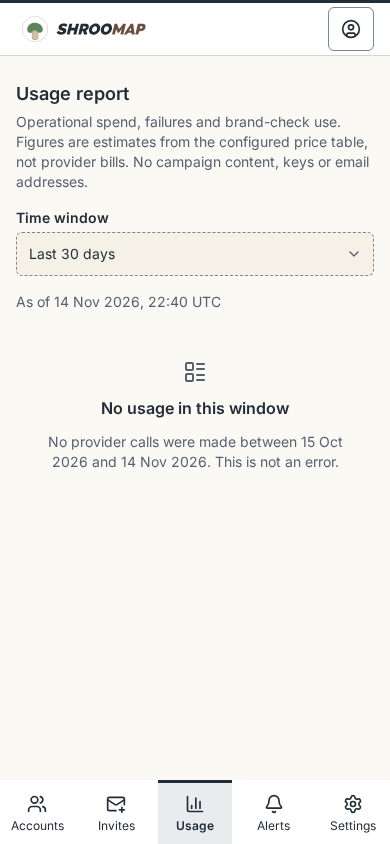 SHROOMAP
Usage report
Operational spend, failures and brand-check use.
Figures are estimates from the configured price table,
not provider bills. No campaign content, keys or email
addresses.
Time window
Last 30 days
As of 14 Nov 2026, 22:40 UTC
No usage in this window
No provider calls were made between 15 Oct
2026 and 14 Nov 2026. This is not an error.
Accounts
Invites
Usage
Alerts
Settings